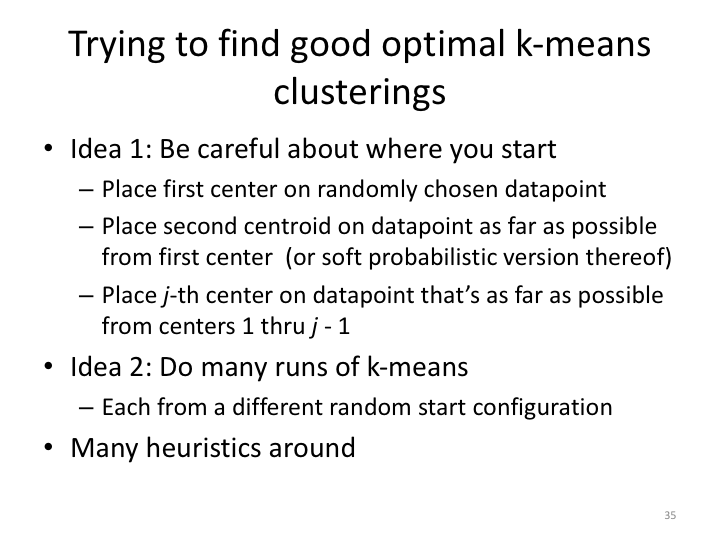 Trying to find good optimal k-means
clusterings
• Idea 1: Be careful about where you start
– Place first center on randomly chosen datapoint
– Place second centroid on datapoint as far as possible
from first center  (or soft probabilistic version thereof)
– Place j-th center on datapoint that’s as far as possible
from centers 1 thru j - 1
• Idea 2: Do many runs of k-means
– Each from a different random start configuration
• Many heuristics around
35